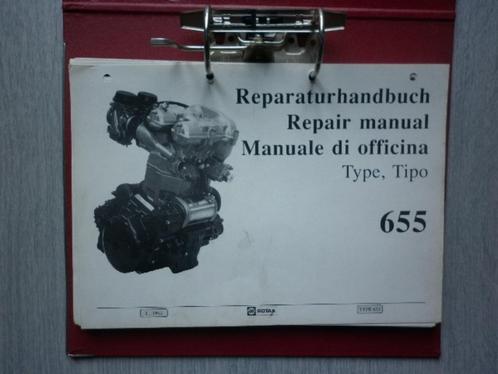 Reparaturhandbuch
Repair manual
Manuale di officina
Type, Tipo
655
ROTAX